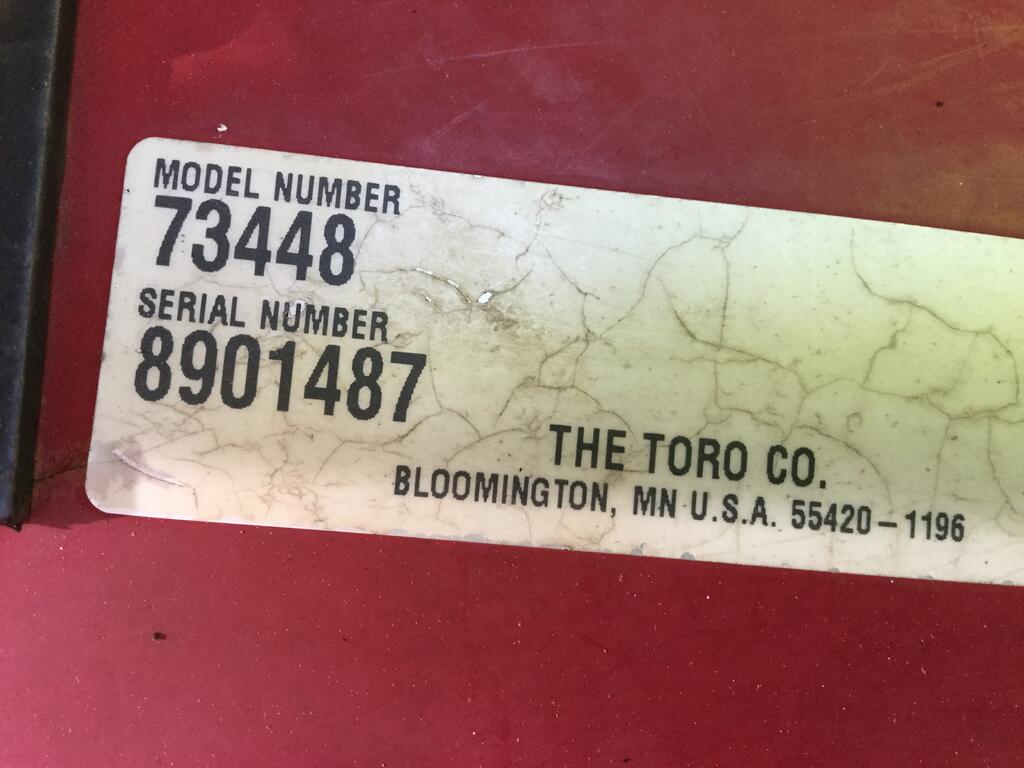 MODEL NUMBER
73448
SERIAL NUMBER
8901487
THE TORO CO.
BLOOMINGTON, MN U.S.A. 55420-1196